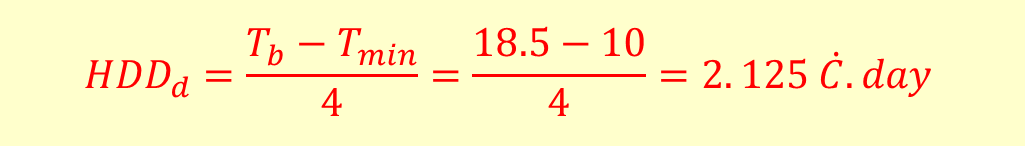 HDD_d = (T_b − T_min)/4 = (18.5 − 10)/4 = 2.125 Ċ.day